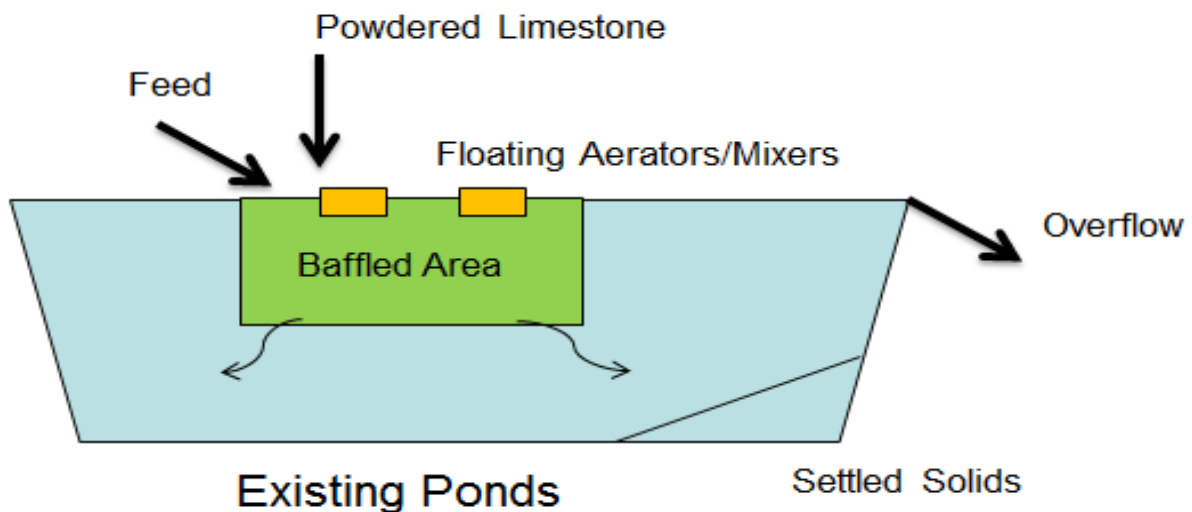 Powdered Limestone
Feed
Floating Aerators/Mixers
Overflow
Baffled Area
Settled Solids
Existing Ponds